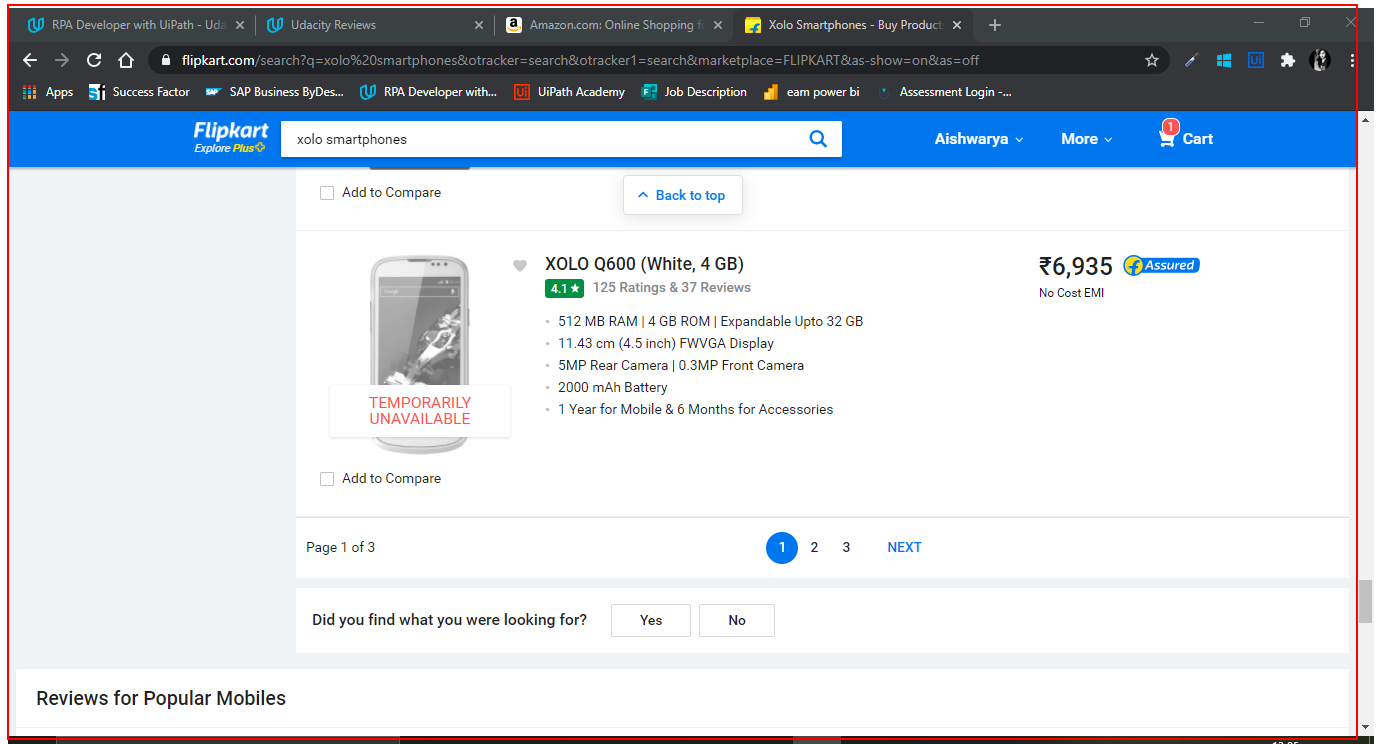 RPA Developer with UiPath - Uda
Udacity Reviews
Amazon.com: Online Shopping f
Xolo Smartphones - Buy Product
flipkart.com/search?q=xolo%20smartphones&otracker=search&otracker1=search&marketplace=FLIPKART&as-show=on&as=off
Apps
Success Factor
SAP Business ByDes...
RPA Developer with...
UiPath Academy
Job Description
eam power bi
Assessment Login -...
Flipkart
Explore Plus
xolo smartphones
Aishwarya
More
1
Cart
Add to Compare
Back to top
XOLO Q600 (White, 4 GB)
4.1★ 125 Ratings & 37 Reviews
512 MB RAM | 4 GB ROM | Expandable Upto 32 GB
11.43 cm (4.5 inch) FWVGA Display
5MP Rear Camera | 0.3MP Front Camera
2000 mAh Battery
1 Year for Mobile & 6 Months for Accessories
₹6,935
Assured
No Cost EMI
TEMPORARILY
UNAVAILABLE
Add to Compare
Page 1 of 3
1 2 3 NEXT
Did you find what you were looking for?
Yes
No
Reviews for Popular Mobiles